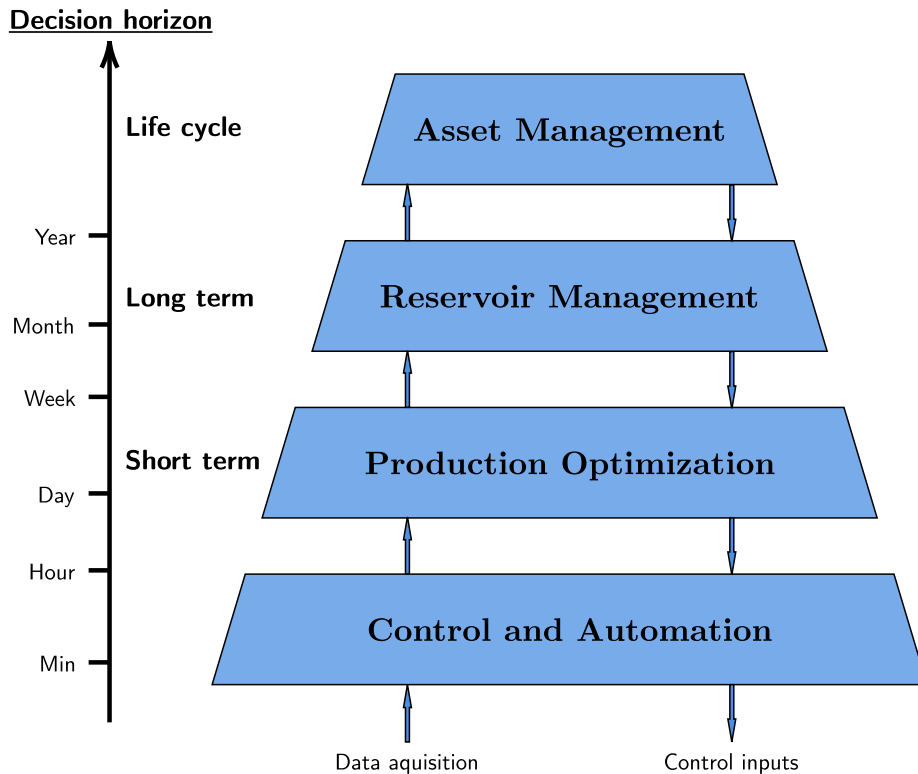 Decision horizon
Life cycle
Asset Management
Year
Long term
Reservoir Management
Month
Week
Short term
Production Optimization
Day
Hour
Control and Automation
Min
Data aquisition
Control inputs